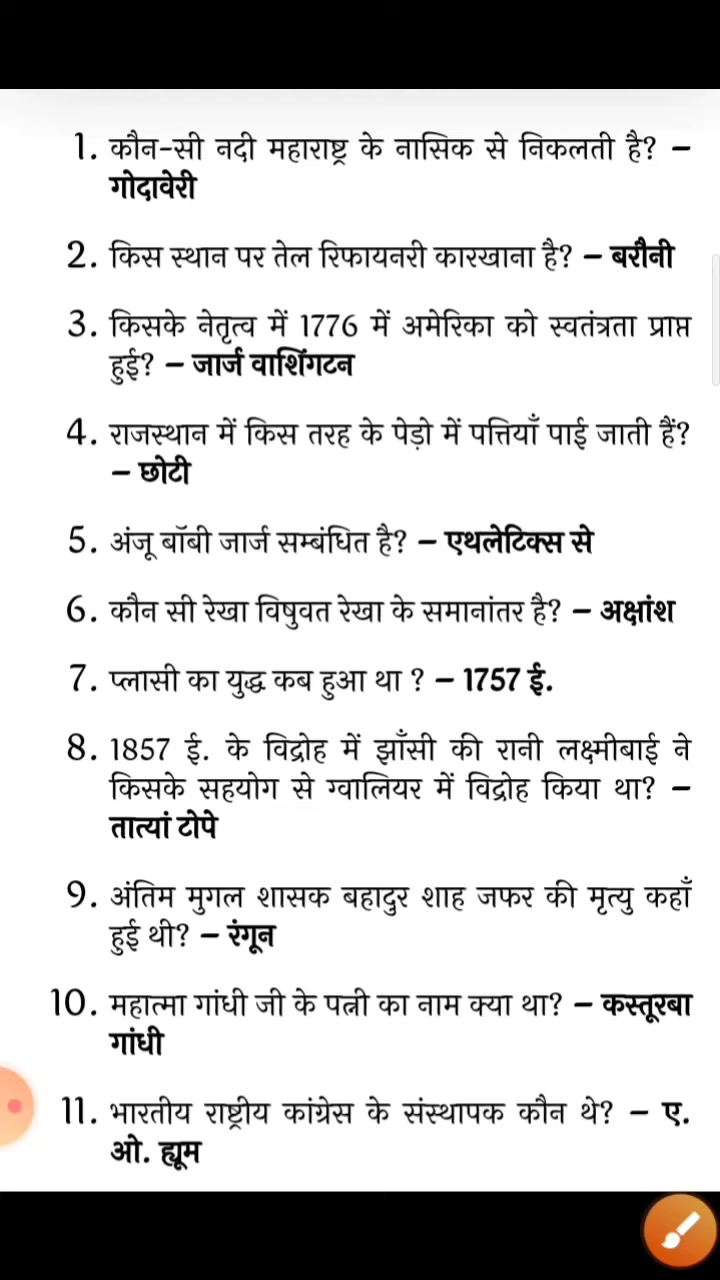 1. कौन-सी नदी महाराष्ट्र के नासिक से निकलती है? –
गोदावेरी
2. किस स्थान पर तेल रिफायनरी कारखाना है? – बरौनी
3. किसके नेतृत्व में 1776 में अमेरिका को स्वतंत्रता प्राप्त
हुई? – जार्ज वाशिंगटन
4. राजस्थान में किस तरह के पेड़ो में पत्तियाँ पाई जाती हैं?
– छोटी
5. अंजू बॉबी जार्ज सम्बंधित है? – एथलेटिक्स से
6. कौन सी रेखा विषुवत रेखा के समानांतर है? – अक्षांश
7. प्लासी का युद्ध कब हुआ था ? – 1757 ई.
8. 1857 ई. के विद्रोह में झाँसी की रानी लक्ष्मीबाई ने
किसके सहयोग से ग्वालियर में विद्रोह किया था? –
तात्यां टोपे
9. अंतिम मुगल शासक बहादुर शाह जफर की मृत्यु कहाँ
हुई थी? – रंगून
10. महात्मा गांधी जी के पत्नी का नाम क्या था? – कस्तूरबा
गांधी
11. भारतीय राष्ट्रीय कांग्रेस के संस्थापक कौन थे? – ए.
ओ. ह्यूम